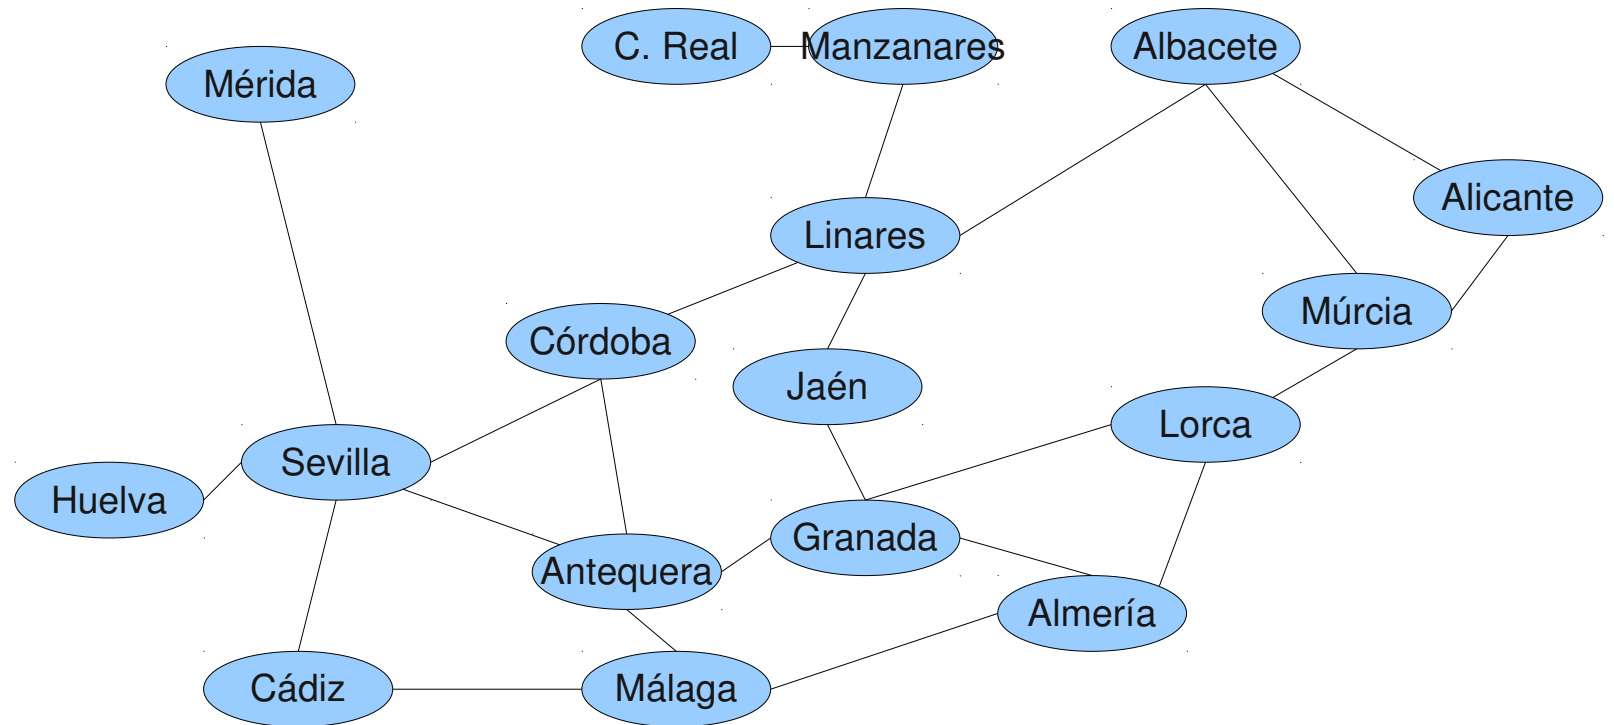 C. Real
Manzanares
Albacete
Mérida
Alicante
Linares
Múrcia
Córdoba
Jaén
Lorca
Sevilla
Huelva
Granada
Antequera
Almería
Cádiz
Málaga